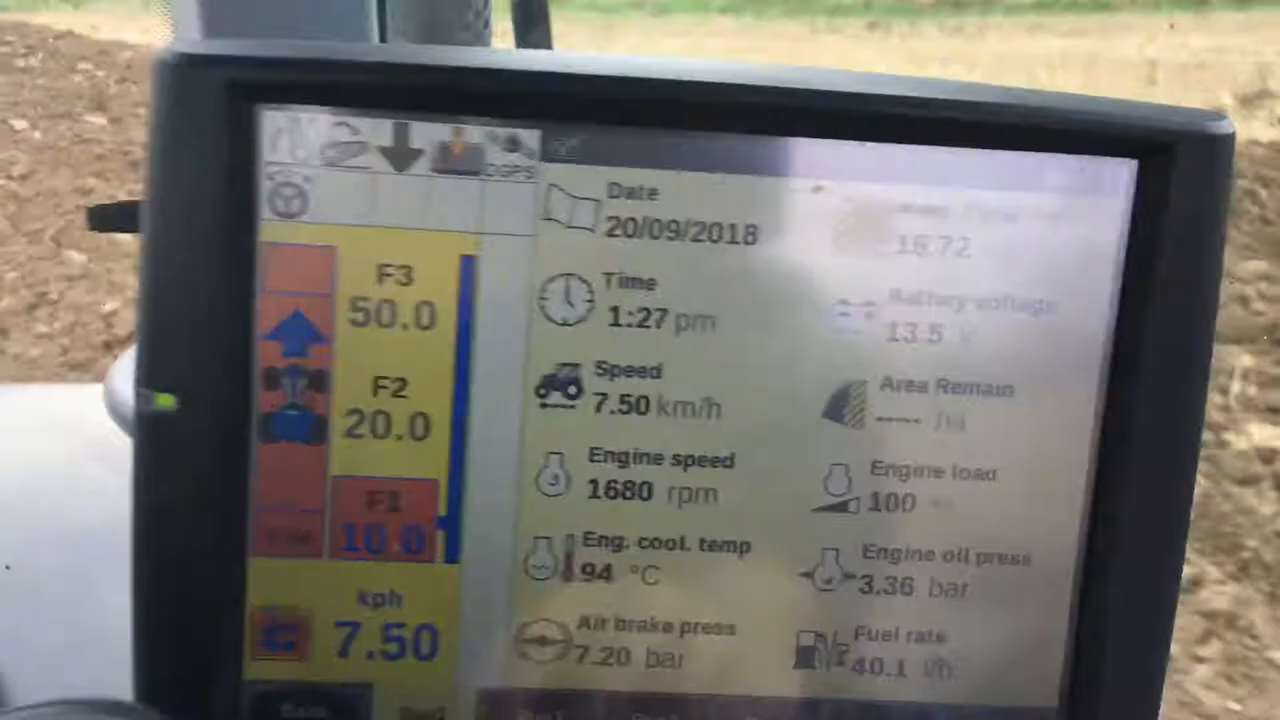 DGPS
F3
50.0
F2
20.0
F1
10.0
kph
7.50
Date
20/09/2018
Time
1:27 pm
Speed
7.50 km/h
Engine speed
1680 rpm
Eng. cool. temp
94 °C
Air brake press
7.20 bar
16.72
Battery voltage
13.5 V
Area Remain
----- ha
Engine load
100
Engine oil press
3.36 bar
Fuel rate
40.1 l/h